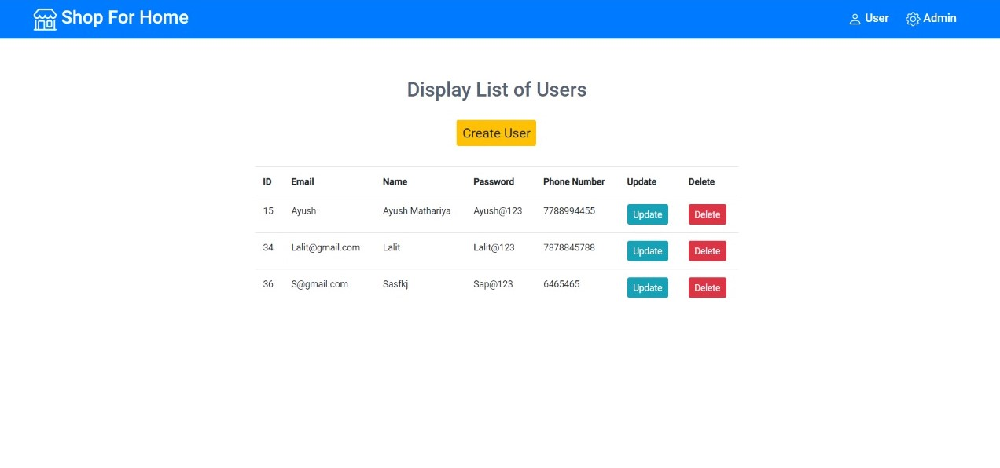 Shop For Home User Admin
Display List of Users
Create User
ID Email Name Password Phone Number Update Delete
15 Ayush Ayush Mathariya Ayush@123 7788994455 Update Delete
34 Lalit@gmail.com Lalit Lalit@123 7878845788 Update Delete
36 S@gmail.com Sasfkj Sap@123 6465465 Update Delete